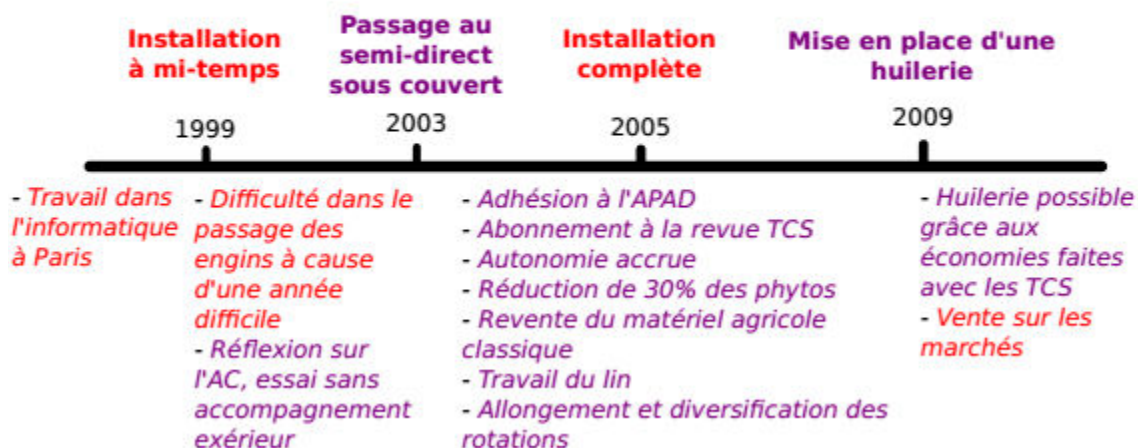 Installation
à mi-temps
Passage au
semi-direct
sous couvert
Installation
complète
Mise en place d'une
huilerie
1999
2003
2005
2009
- Travail dans
l'informatique
à Paris
- Difficulté dans le
passage des
engins à cause
d'une année
difficile
- Réflexion sur
l'AC, essai sans
accompagnement
exérieur
- Adhésion à l'APAD
- Abonnement à la revue TCS
- Autonomie accrue
- Réduction de 30% des phytos
- Revente du matériel agricole
classique
- Travail du lin
- Allongement et diversification des
rotations
- Huilerie possible
grâce aux
économies faites
avec les TCS
- Vente sur les
marchés